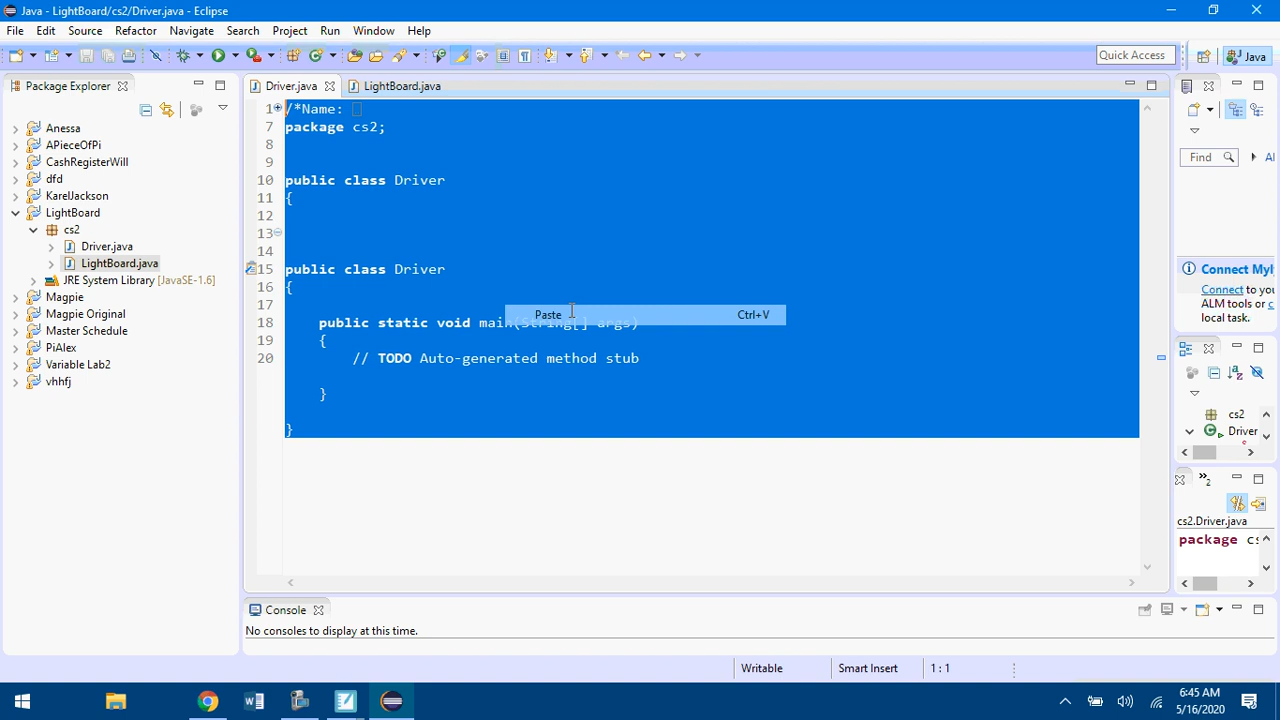 Java - LightBoard/cs2/Driver.java - Eclipse
File Edit Source Refactor Navigate Search Project Run Window Help
Quick Access
Java
Package Explorer
Anessa
APieceOfPi
CashRegisterWill
dfd
KarelJackson
LightBoard
cs2
Driver.java
LightBoard.java
JRE System Library [JavaSE-1.6]
Magpie
Magpie Original
Master Schedule
PiAlex
Variable Lab2
vhhfj
Driver.java LightBoard.java
1 /*Name:
7 package cs2;
8
9
10 public class Driver
11 {
12
13
14
15 public class Driver
16 {
17
Paste Ctrl+V
18 public static void main(String[] args)
19 {
20 // TODO Auto-generated method stub
}
}
Find
Al
Connect Myl
Connect to you
ALM tools or c
local task.
cs2
Driver
2
cs2.Driver.java
package cs
Console
No consoles to display at this time.
Writable Smart Insert 1 : 1
6:45 AM
5/16/2020